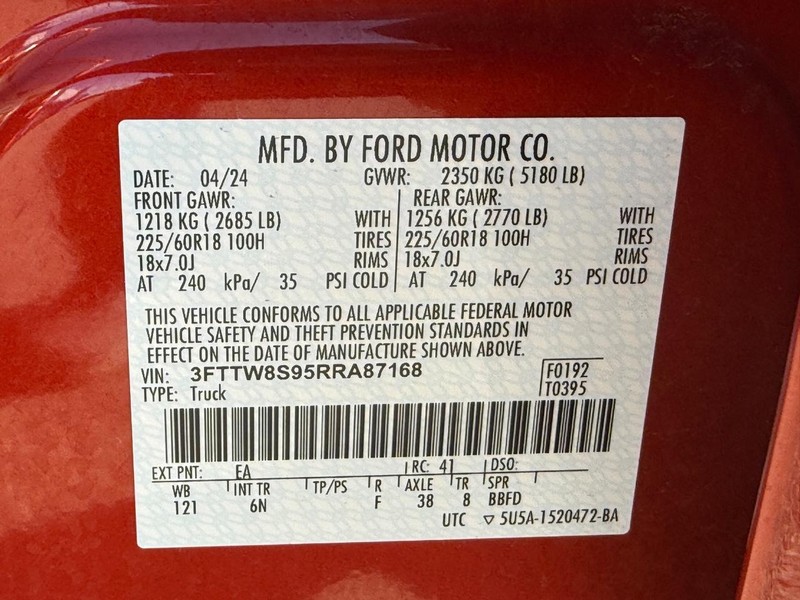 MFD. BY FORD MOTOR CO.
DATE: 04/24 GVWR: 2350 KG ( 5180 LB)
FRONT GAWR: REAR GAWR:
1218 KG ( 2685 LB) WITH 1256 KG ( 2770 LB) WITH
225/60R18 100H TIRES 225/60R18 100H TIRES
18x7.0J RIMS 18x7.0J RIMS
AT 240 kPa/ 35 PSI COLD AT 240 kPa/ 35 PSI COLD
THIS VEHICLE CONFORMS TO ALL APPLICABLE FEDERAL MOTOR
VEHICLE SAFETY AND THEFT PREVENTION STANDARDS IN
EFFECT ON THE DATE OF MANUFACTURE SHOWN ABOVE.
VIN: 3FTTW8S95RRA87168 F0192
TYPE: Truck T0395
EXT PNT: EA RC: 41 DSO:
WB INT TR TP/PS R AXLE TR SPR
121 6N F 38 8 BBFD
UTC ▽ 5U5A-1520472-BA